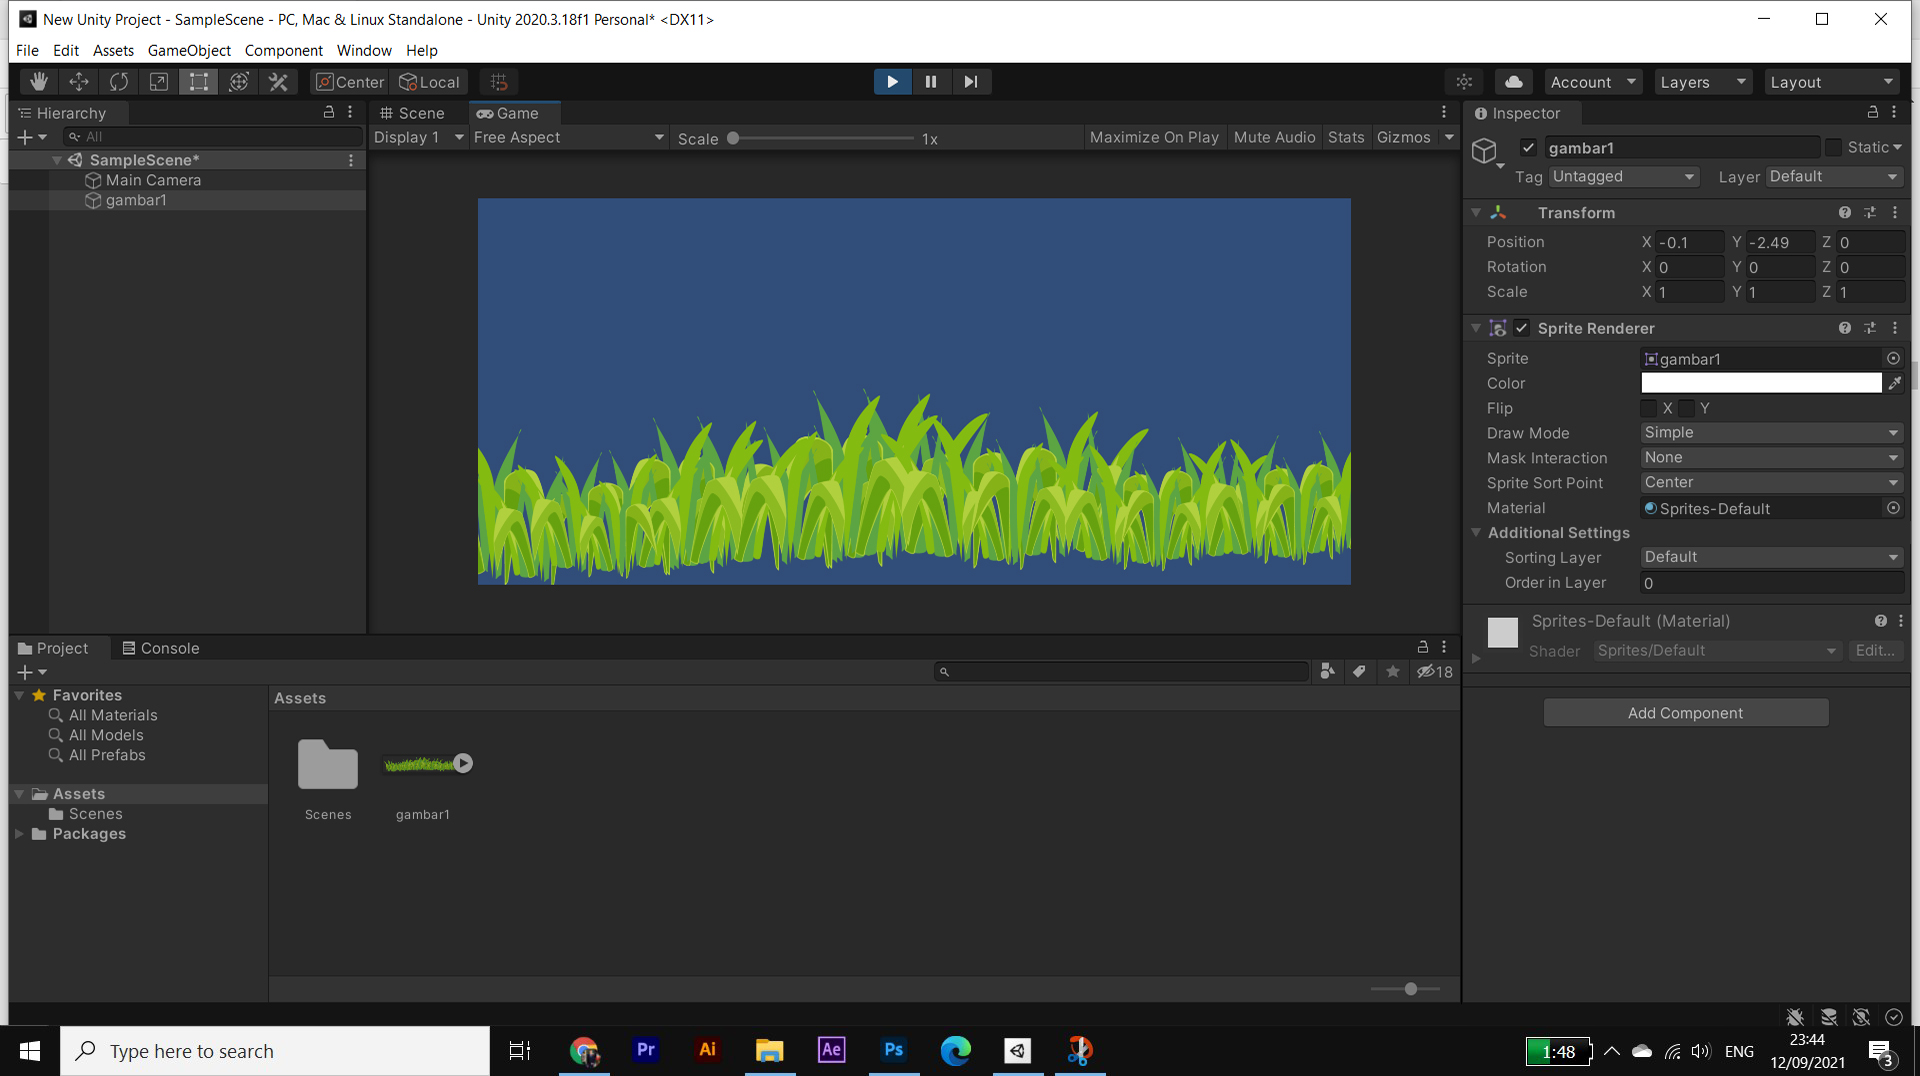 New Unity Project - SampleScene - PC, Mac & Linux Standalone - Unity 2020.3.18f1 Personal* <DX11>
File Edit Assets GameObject Component Window Help
Center Local Account Layers Layout
Hierarchy
All
SampleScene*
Main Camera
gambar1
Scene Game
Display 1 Free Aspect Scale 1x Maximize On Play Mute Audio Stats Gizmos
Inspector
gambar1 Static
Tag Untagged Layer Default
Transform
Position X -0.1 Y -2.49 Z 0
Rotation X 0 Y 0 Z 0
Scale X 1 Y 1 Z 1
Sprite Renderer
Sprite gambar1
Color
Flip X Y
Draw Mode Simple
Mask Interaction None
Sprite Sort Point Center
Material Sprites-Default
Additional Settings
Sorting Layer Default
Order in Layer 0
Sprites-Default (Material)
Shader Sprites/Default Edit...
Add Component
Project Console
18
Favorites
All Materials
All Models
All Prefabs
Assets
Scenes
Packages
Assets
Scenes gambar1
Type here to search
Pr Ai Ae Ps
1:48 ENG
23:44
12/09/2021
3